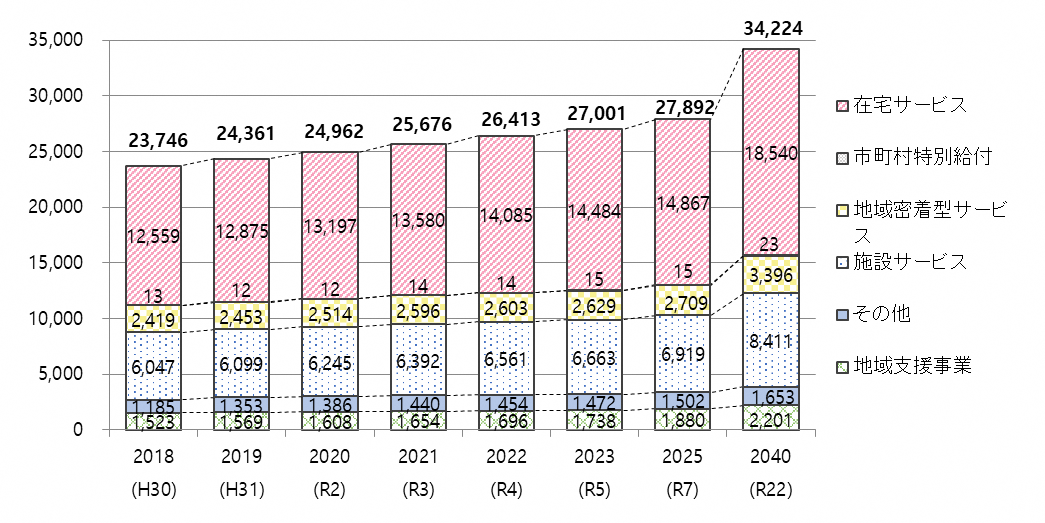 34,224
35,000
30,000
27,892
27,001
26,413
25,676
24,962
24,361
23,746
25,000
20,000
15,000
10,000
5,000
0
12,559 12,875 13,197 13,580 14,085 14,484 14,867 18,540
13 12 12 14 14 15 15 23
2,419 2,453 2,514 2,596 2,603 2,629 2,709 3,396
6,047 6,099 6,245 6,392 6,561 6,663 6,919 8,411
1,185 1,353 1,386 1,440 1,454 1,472 1,502 1,653
1,523 1,569 1,608 1,654 1,696 1,738 1,880 2,201
2018 2019 2020 2021 2022 2023 2025 2040
(H30) (H31) (R2) (R3) (R4) (R5) (R7) (R22)
在宅サービス
市町村特別給付
地域密着型サービ
ス
施設サービス
その他
地域支援事業